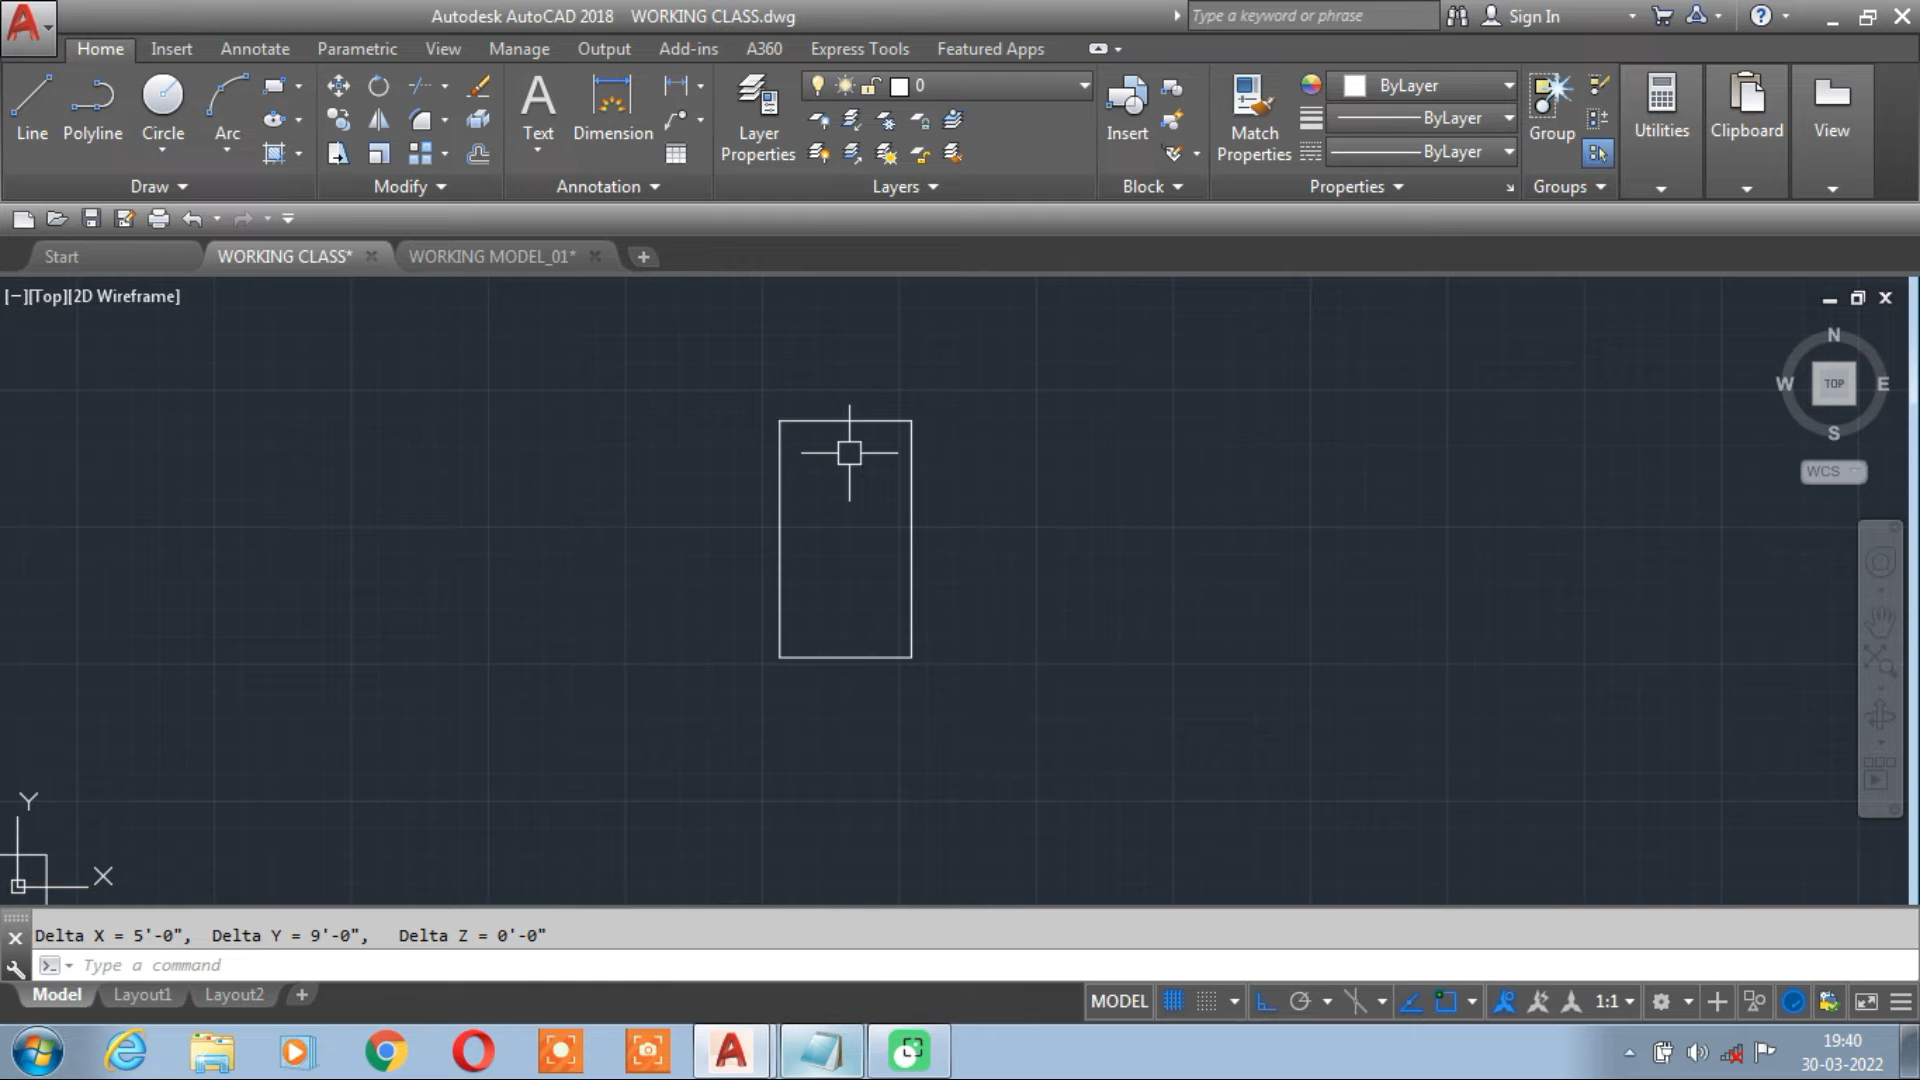 Autodesk AutoCAD 2018 WORKING CLASS.dwg
Type a keyword or phrase
Sign In
Home Insert Annotate Parametric View Manage Output Add-ins A360 Express Tools Featured Apps
Line
Polyline
Circle
Arc
Text
Dimension
Layer
Properties
0
Insert
Match
Properties
ByLayer
ByLayer
ByLayer
Group
Utilities
Clipboard
View
Draw
Modify
Annotation
Layers
Block
Properties
Groups
Start
WORKING CLASS*
WORKING MODEL_01*
[−][Top][2D Wireframe]
N
W
TOP
E
S
WCS
Y
X
Delta X = 5'-0", Delta Y = 9'-0", Delta Z = 0'-0"
Type a command
Model
Layout1
Layout2
MODEL
1:1
19:40
30-03-2022